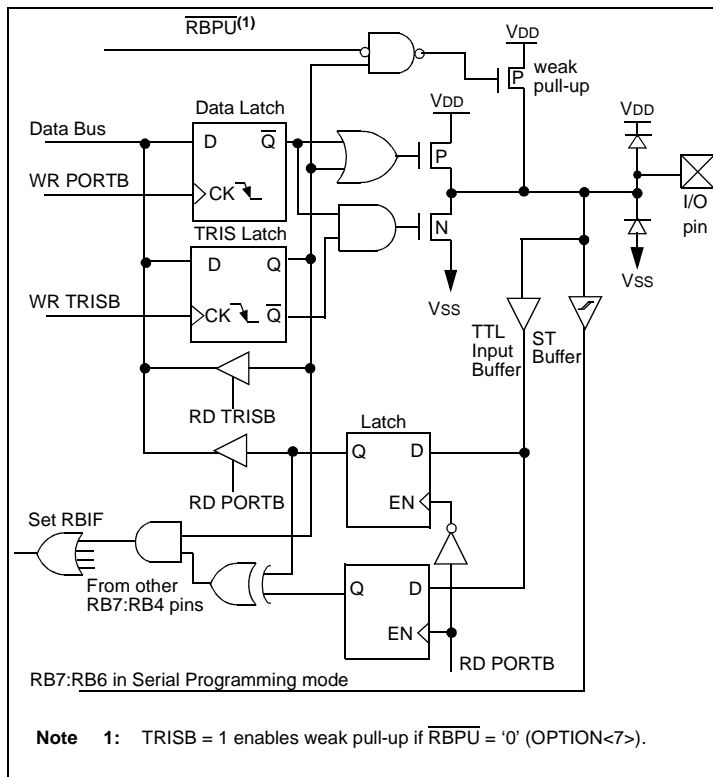 RBPU(1)
VDD
P
weak
pull-up
Data Latch
VDD
VDD
Data Bus
D
Q
P
WR PORTB
CK
I/O
pin
N
TRIS Latch
D
Q
VSS
VSS
WR TRISB
CK
Q
TTL
Input
Buffer
ST
Buffer
RD TRISB
Latch
Q
D
RD PORTB
EN
Set RBIF
From other
RB7:RB4 pins
Q
D
EN
RD PORTB
RB7:RB6 in Serial Programming mode
Note 1: TRISB = 1 enables weak pull-up if RBPU = '0' (OPTION<7>).